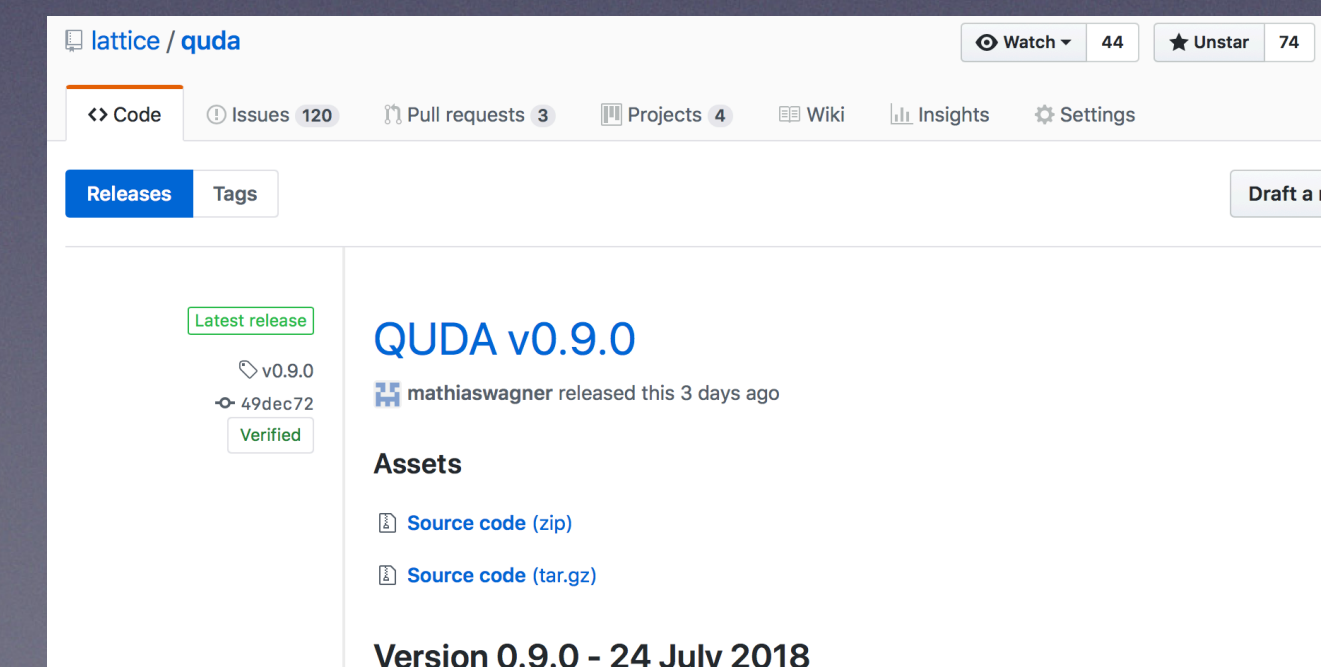 lattice / quda
Watch 44 Unstar 74
Code Issues 120 Pull requests 3 Projects 4 Wiki Insights Settings
Releases Tags Draft a
Latest release
v0.9.0
49dec72
Verified
QUDA v0.9.0
mathiaswagner released this 3 days ago
Assets
Source code (zip)
Source code (tar.gz)
Version 0.9.0 - 24 July 2018